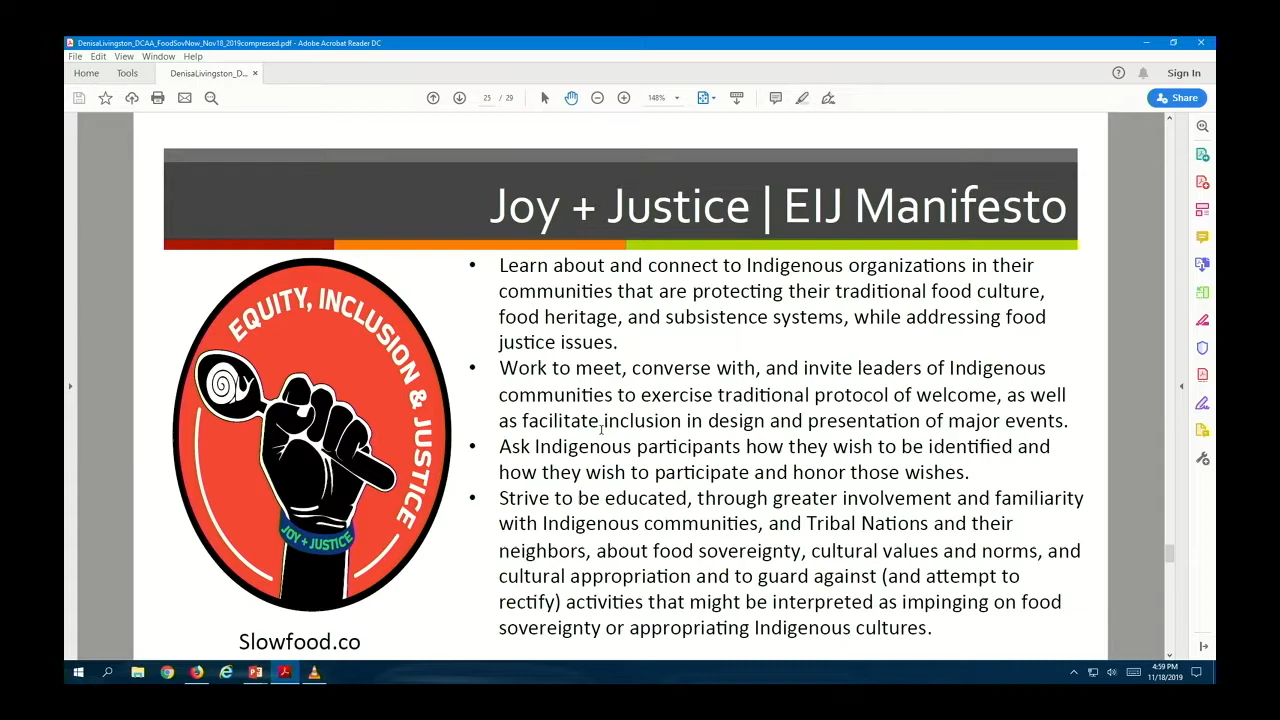 DenisaLivingston_DCAA_FoodSovNow_Nov18_2019compressed.pdf - Adobe Acrobat Reader DC
File Edit View Window Help
Home Tools DenisaLivingston_D... × Sign In
25 / 29 148% Share
Joy + Justice | EIJ Manifesto
EQUITY, INCLUSION & JUSTICE
JOY + JUSTICE
Slowfood.co
• Learn about and connect to Indigenous organizations in their
communities that are protecting their traditional food culture,
food heritage, and subsistence systems, while addressing food
justice issues.
• Work to meet, converse with, and invite leaders of Indigenous
communities to exercise traditional protocol of welcome, as well
as facilitate inclusion in design and presentation of major events.
• Ask Indigenous participants how they wish to be identified and
how they wish to participate and honor those wishes.
• Strive to be educated, through greater involvement and familiarity
with Indigenous communities, and Tribal Nations and their
neighbors, about food sovereignty, cultural values and norms, and
cultural appropriation and to guard against (and attempt to
rectify) activities that might be interpreted as impinging on food
sovereignty or appropriating Indigenous cultures.
4:59 PM
11/18/2019